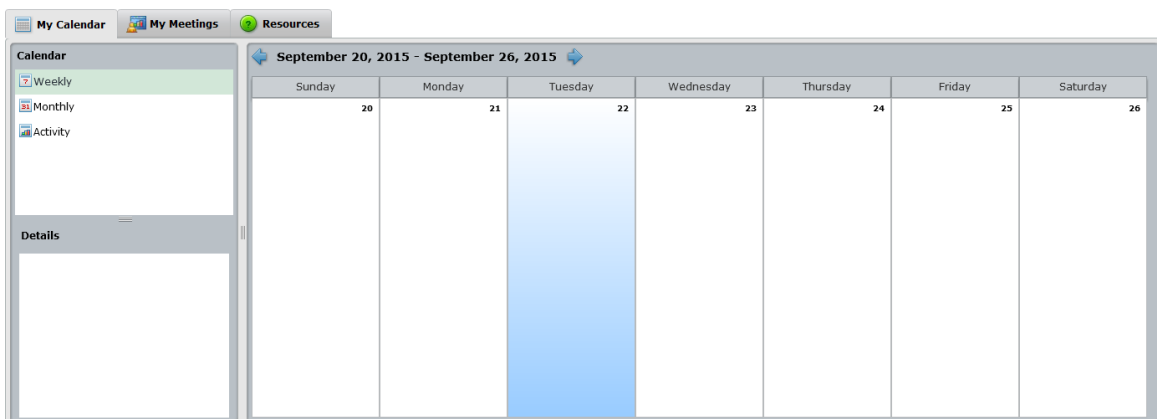 My Calendar My Meetings Resources
Calendar
Weekly
Monthly
Activity
Details
September 20, 2015 - September 26, 2015
Sunday Monday Tuesday Wednesday Thursday Friday Saturday
20 21 22 23 24 25 26